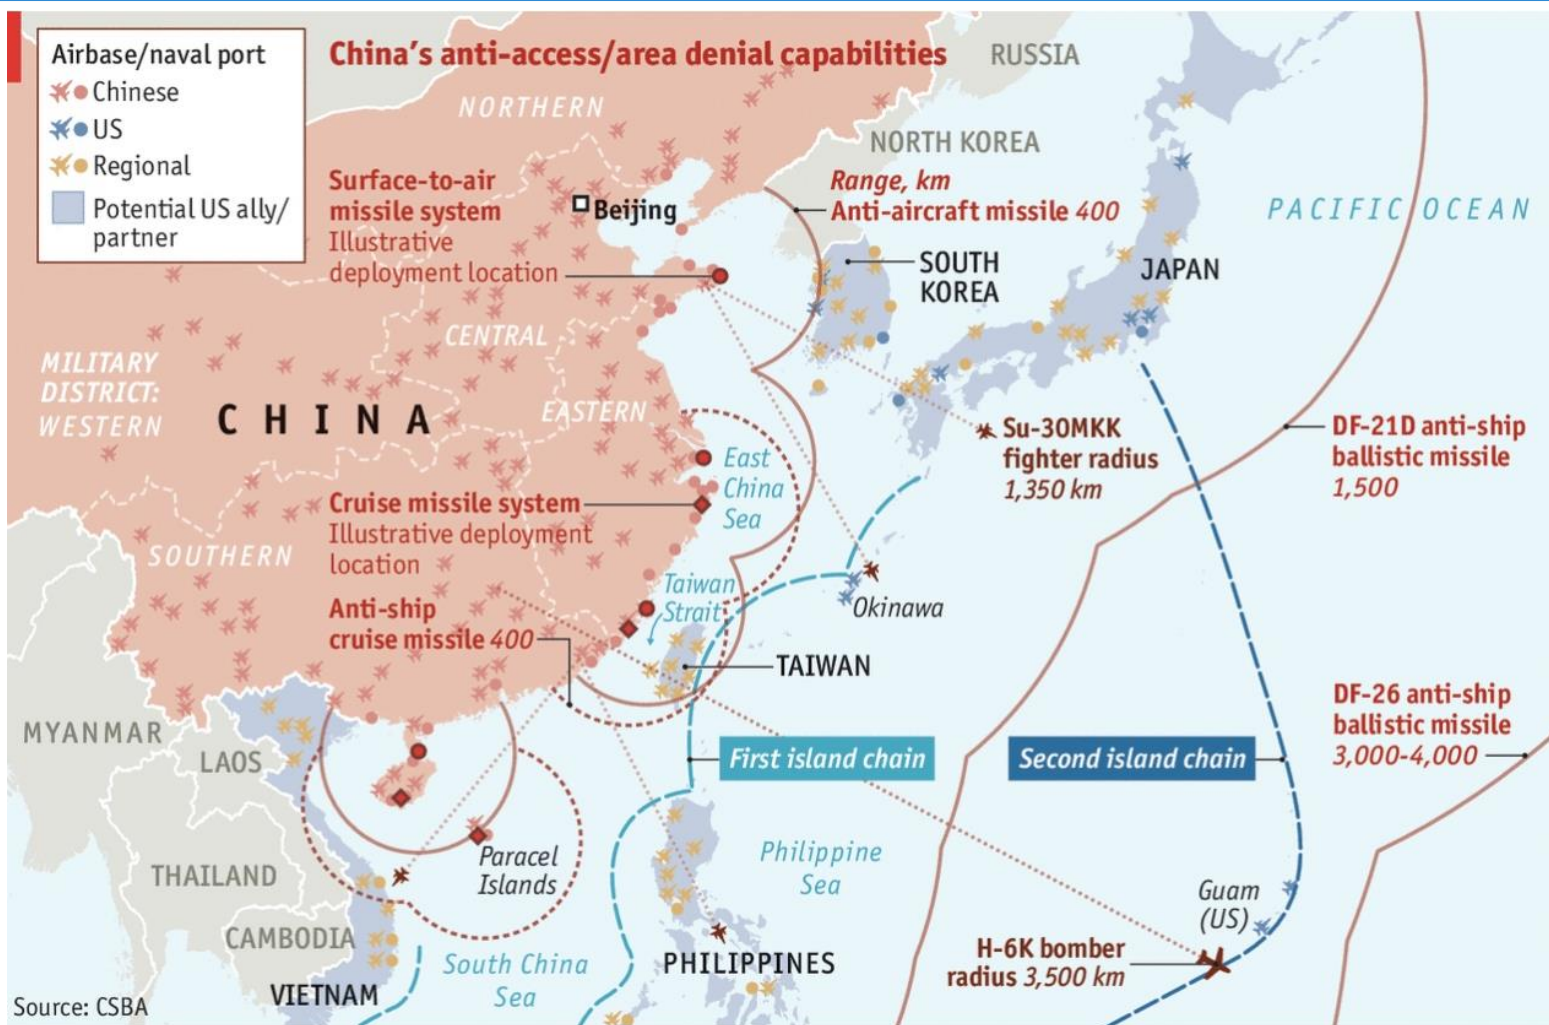 China's anti-access/area denial capabilities
Airbase/naval port
Chinese
US
Regional
Potential US ally/
partner
RUSSIA
NORTHERN
NORTH KOREA
Surface-to-air
missile system
Illustrative
deployment location
Beijing
Range, km
Anti-aircraft missile 400
PACIFIC OCEAN
SOUTH
KOREA
JAPAN
CENTRAL
MILITARY
DISTRICT:
WESTERN
CHINA
EASTERN
East
China
Sea
Su-30MKK
fighter radius
1,350 km
DF-21D anti-ship
ballistic missile
1,500
Cruise missile system
Illustrative deployment
location
SOUTHERN
Taiwan
Strait
Okinawa
Anti-ship
cruise missile 400
TAIWAN
MYANMAR
LAOS
First island chain
Second island chain
DF-26 anti-ship
ballistic missile
3,000-4,000
THAILAND
Paracel
Islands
Philippine
Sea
Guam
(US)
CAMBODIA
VIETNAM
South China
Sea
PHILIPPINES
H-6K bomber
radius 3,500 km
Source: CSBA